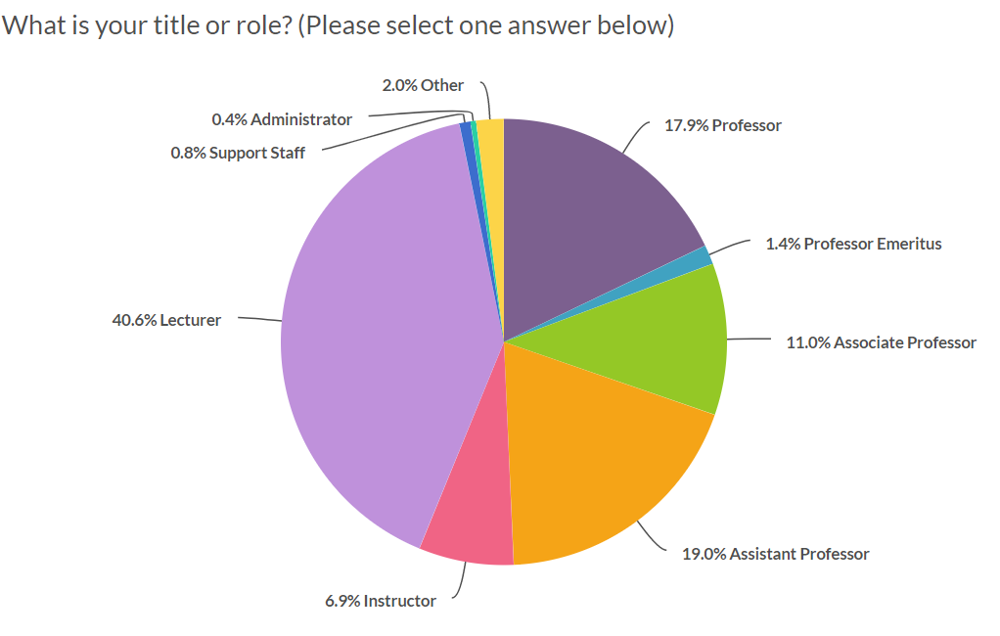 What is your title or role? (Please select one answer below)
2.0% Other
0.4% Administrator
17.9% Professor
0.8% Support Staff
1.4% Professor Emeritus
40.6% Lecturer
11.0% Associate Professor
19.0% Assistant Professor
6.9% Instructor